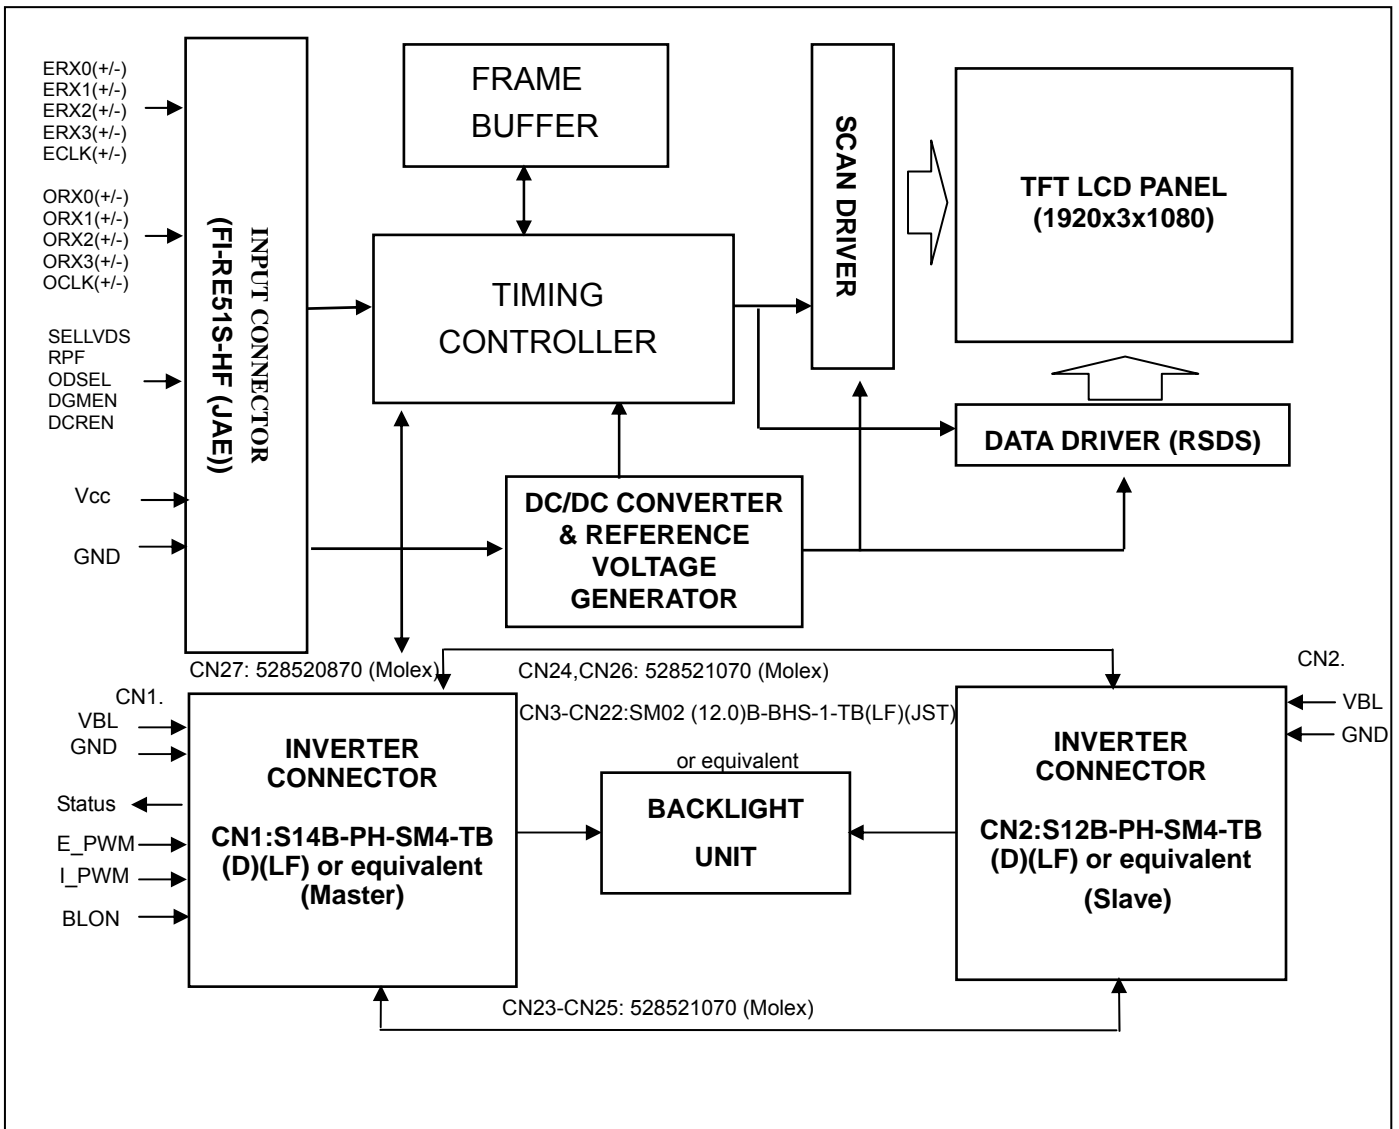 ERX0(+/-)
ERX1(+/-)
ERX2(+/-)
ERX3(+/-)
ECLK(+/-)
ORX0(+/-)
ORX1(+/-)
ORX2(+/-)
ORX3(+/-)
OCLK(+/-)
SELLVDS
RPF
ODSEL
DGMEN
DCREN
Vcc
GND
INPUT CONNECTOR
(FI-RE51S-HF (JAE))
FRAME
BUFFER
TIMING
CONTROLLER
SCAN DRIVER
TFT LCD PANEL
(1920x3x1080)
DATA DRIVER (RSDS)
DC/DC CONVERTER
& REFERENCE
VOLTAGE
GENERATOR
CN27: 528520870 (Molex)
CN24,CN26: 528521070 (Molex)
CN2.
CN1.
VBL
GND
Status
E_PWM
I_PWM
BLON
INVERTER
CONNECTOR
CN1:S14B-PH-SM4-TB
(D)(LF) or equivalent
(Master)
CN3-CN22:SM02 (12.0)B-BHS-1-TB(LF)(JST)
or equivalent
BACKLIGHT
UNIT
INVERTER
CONNECTOR
CN2:S12B-PH-SM4-TB
(D)(LF) or equivalent
(Slave)
VBL
GND
CN23-CN25: 528521070 (Molex)